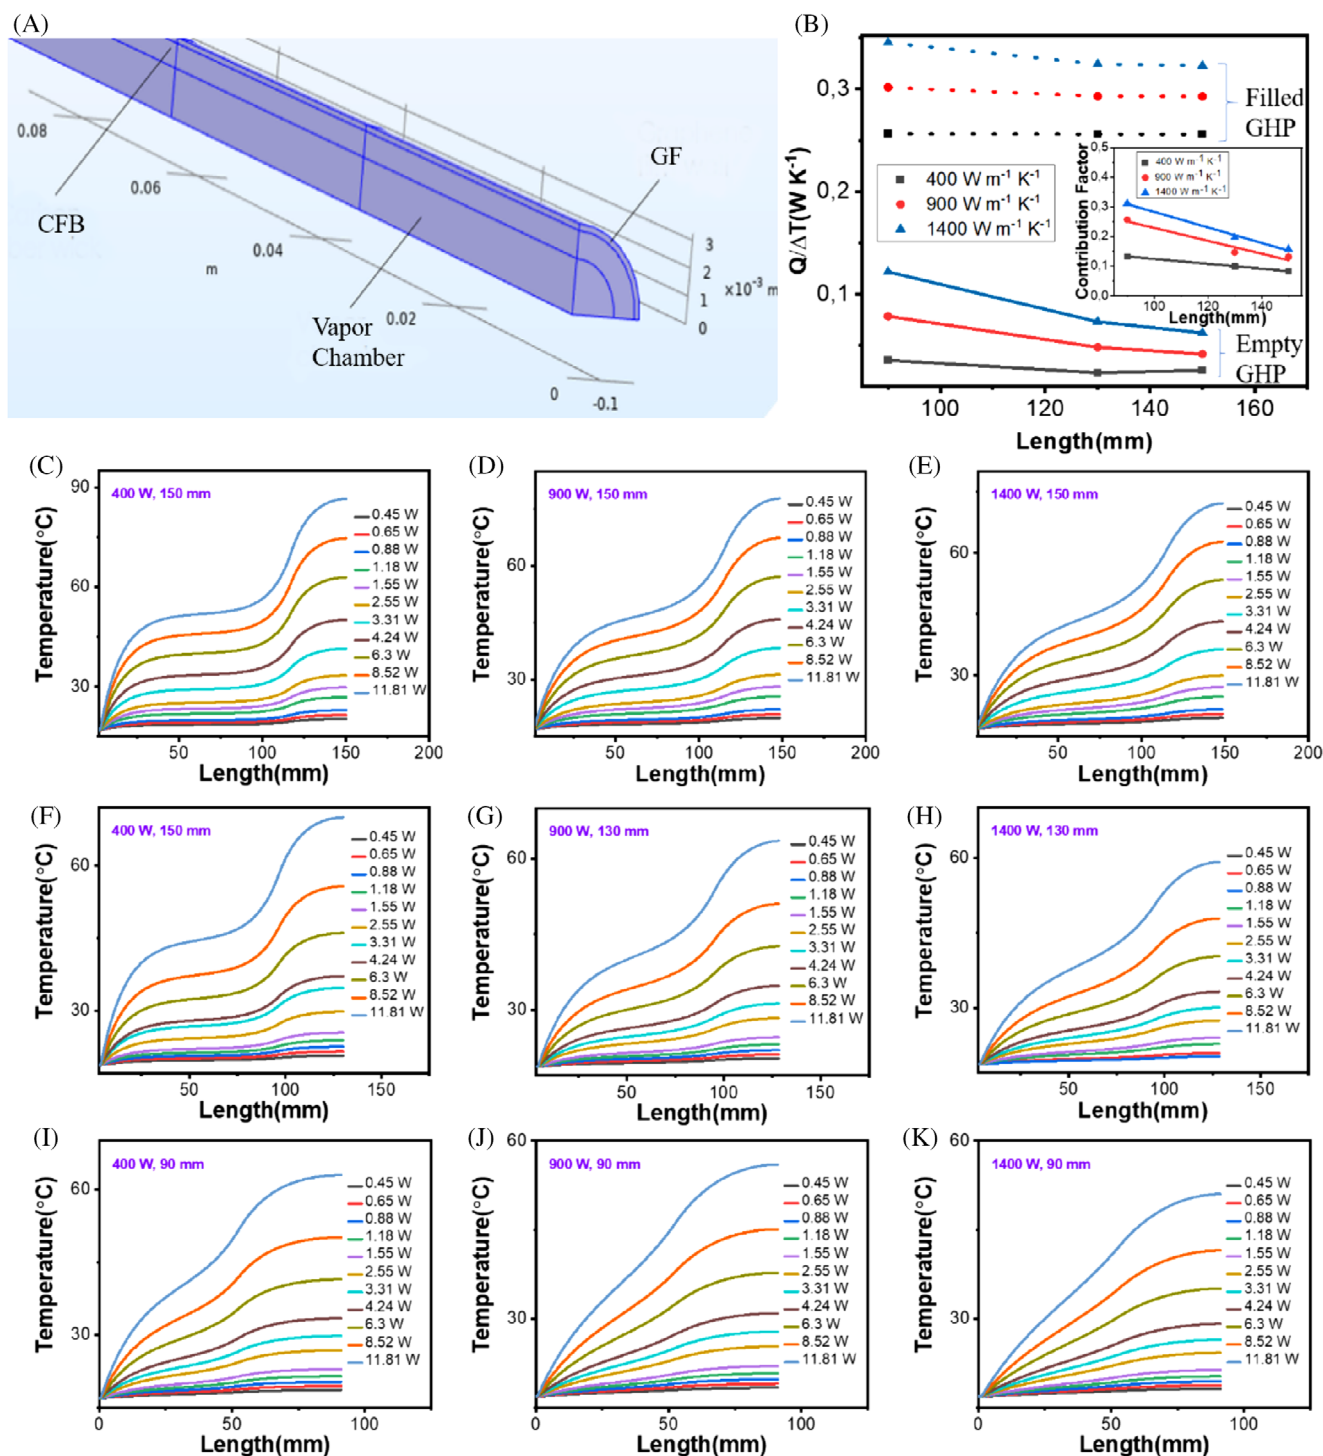 (A)
0.08
0.06
0.04
0.02
0
-0.1
m
3
2
1
0
×10⁻³ m
CFB
GF
Vapor
Chamber
(B)
Q/ΔT(W K⁻¹)
0,3
0,2
0,1
100
120
140
160
Length(mm)
400 W m⁻¹ K⁻¹
900 W m⁻¹ K⁻¹
1400 W m⁻¹ K⁻¹
Filled
GHP
Empty
GHP
Contribution Factor
0.5
0.4
0.3
0.2
0.1
0.0
100
120
140
Length(mm)
400 W m⁻¹ K⁻¹
900 W m⁻¹ K⁻¹
1400 W m⁻¹ K⁻¹
(C)
400 W, 150 mm
Temperature(°C)
90
60
30
50
100
150
200
Length(mm)
0.45 W
0.65 W
0.88 W
1.18 W
1.55 W
2.55 W
3.31 W
4.24 W
6.3 W
8.52 W
11.81 W
(D)
900 W, 150 mm
Temperature(°C)
60
30
50
100
150
200
Length(mm)
0.45 W
0.65 W
0.88 W
1.18 W
1.55 W
2.55 W
3.31 W
4.24 W
6.3 W
8.52 W
11.81 W
(E)
1400 W, 150 mm
Temperature(°C)
60
30
50
100
150
200
Length(mm)
0.45 W
0.65 W
0.88 W
1.18 W
1.55 W
2.55 W
3.31 W
4.24 W
6.3 W
8.52 W
11.81 W
(F)
400 W, 150 mm
Temperature(°C)
60
30
50
100
150
Length(mm)
0.45 W
0.65 W
0.88 W
1.18 W
1.55 W
2.55 W
3.31 W
4.24 W
6.3 W
8.52 W
11.81 W
(G)
900 W, 130 mm
Temperature(°C)
60
30
50
100
150
Length(mm)
0.45 W
0.65 W
0.88 W
1.18 W
1.55 W
2.55 W
3.31 W
4.24 W
6.3 W
8.52 W
11.81 W
(H)
1400 W, 130 mm
Temperature(°C)
60
30
50
100
150
Length(mm)
0.45 W
0.65 W
0.88 W
1.18 W
1.55 W
2.55 W
3.31 W
4.24 W
6.3 W
8.52 W
11.81 W
(I)
400 W, 90 mm
Temperature(°C)
60
30
0
50
100
Length(mm)
0.45 W
0.65 W
0.88 W
1.18 W
1.55 W
2.55 W
3.31 W
4.24 W
6.3 W
8.52 W
11.81 W
(J)
900 W, 90 mm
Temperature(°C)
60
30
0
50
100
Length(mm)
0.45 W
0.65 W
0.88 W
1.18 W
1.55 W
2.55 W
3.31 W
4.24 W
6.3 W
8.52 W
11.81 W
(K)
1400 W, 90 mm
Temperature(°C)
60
30
0
50
100
Length(mm)
0.45 W
0.65 W
0.88 W
1.18 W
1.55 W
2.55 W
3.31 W
4.24 W
6.3 W
8.52 W
11.81 W